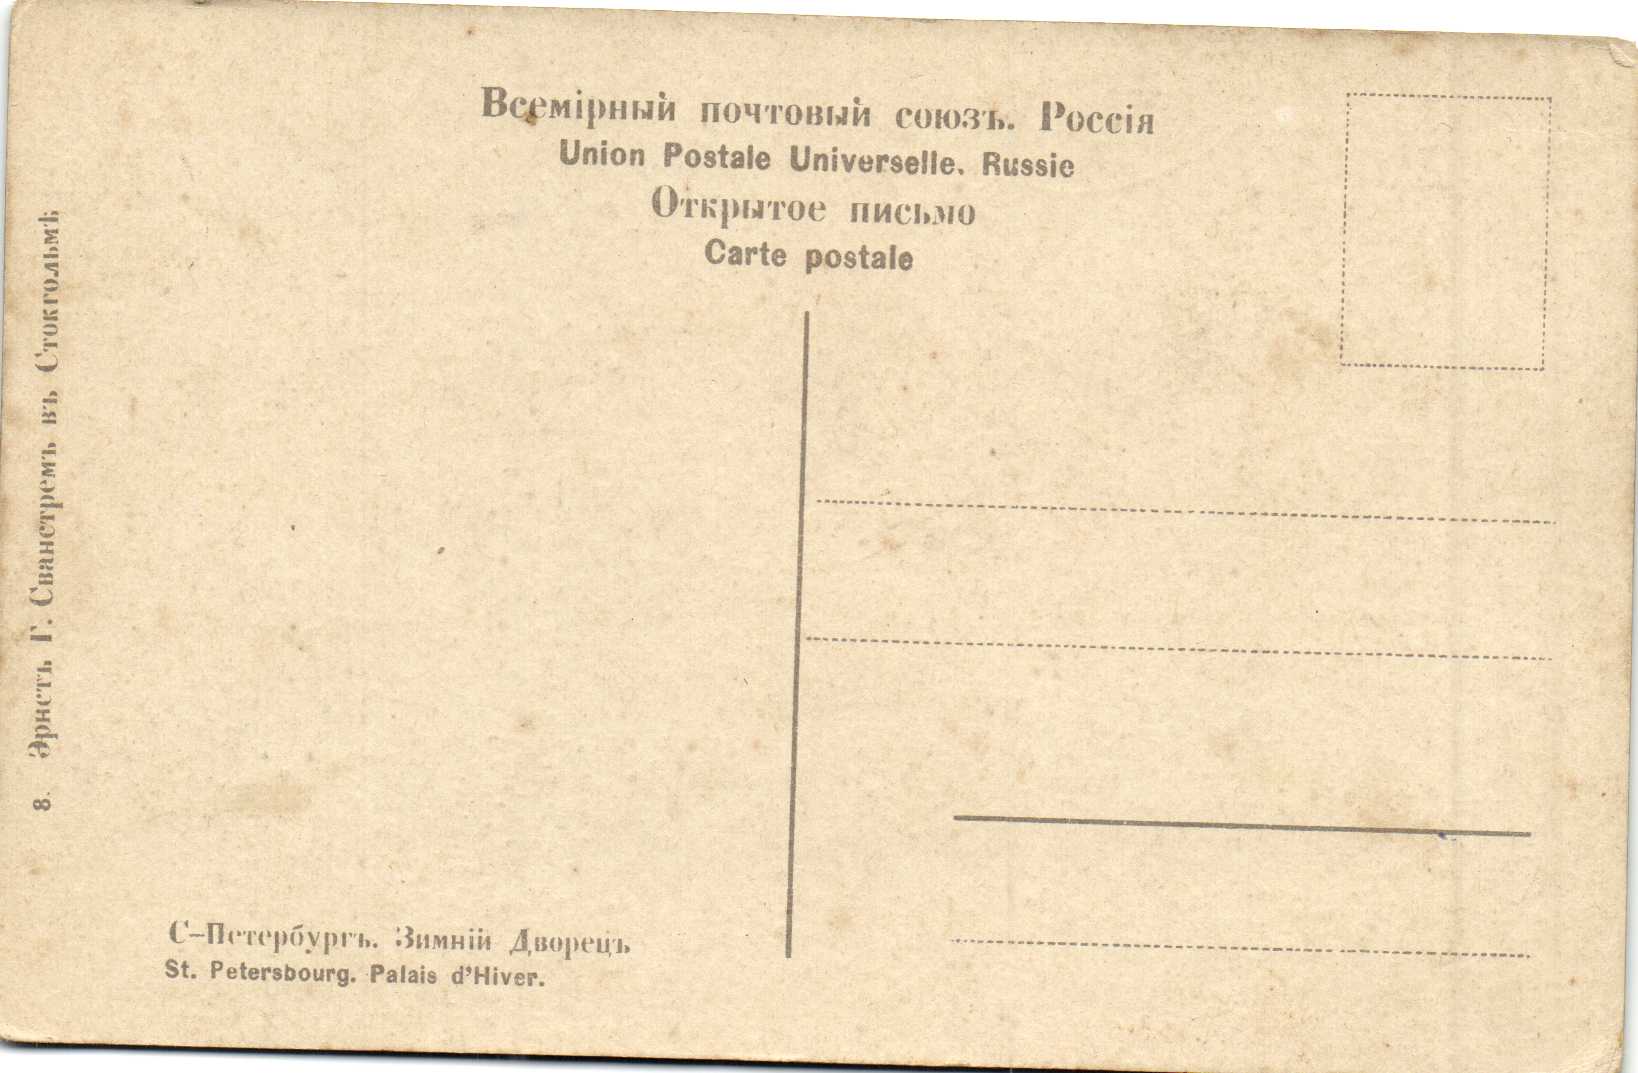 Всемірный почтовый союзъ. Россія
Union Postale Universelle. Russie
Открытое письмо
Carte postale
8. Эрнстъ Г. Сванстремъ въ Стокгольмѣ
С-Петербургъ. Зимній Дворецъ
St. Petersbourg. Palais d'Hiver.